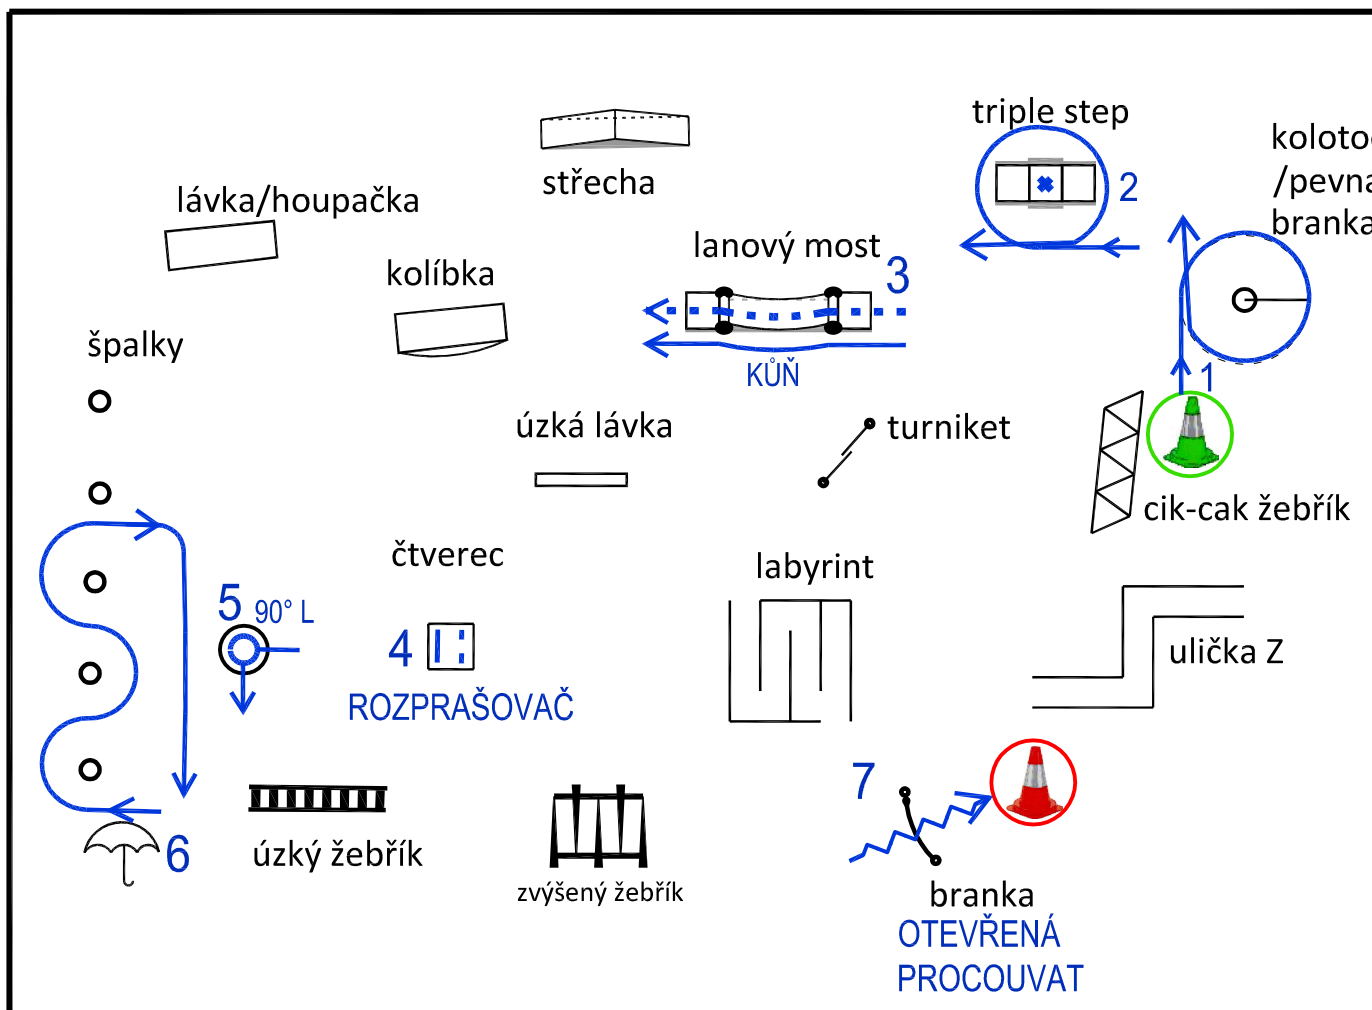 triple step
koloto
/pevna
branka
2
střecha
lávka/houpačka
lanový most
3
kolíbka
špalky
KŮŇ
1
úzká lávka
turniket
cik-cak žebřík
čtverec
labyrint
5 90° L
4
ulička Z
ROZPRAŠOVAČ
7
6
úzký žebřík
zvýšený žebřík
branka
OTEVŘENÁ
PROCOUVAT